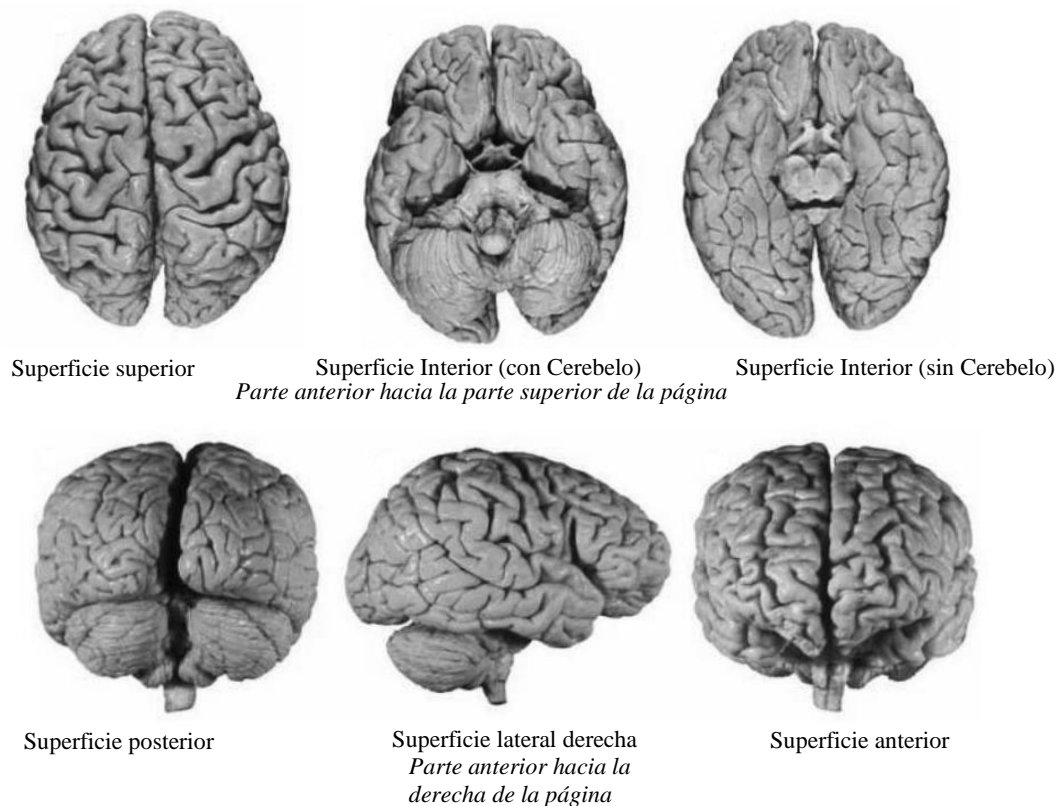 Superficie superior
Superficie Interior (con Cerebelo)
Superficie Interior (sin Cerebelo)
Parte anterior hacia la parte superior de la página
Superficie posterior
Superficie lateral derecha
Superficie anterior
Parte anterior hacia la
derecha de la página